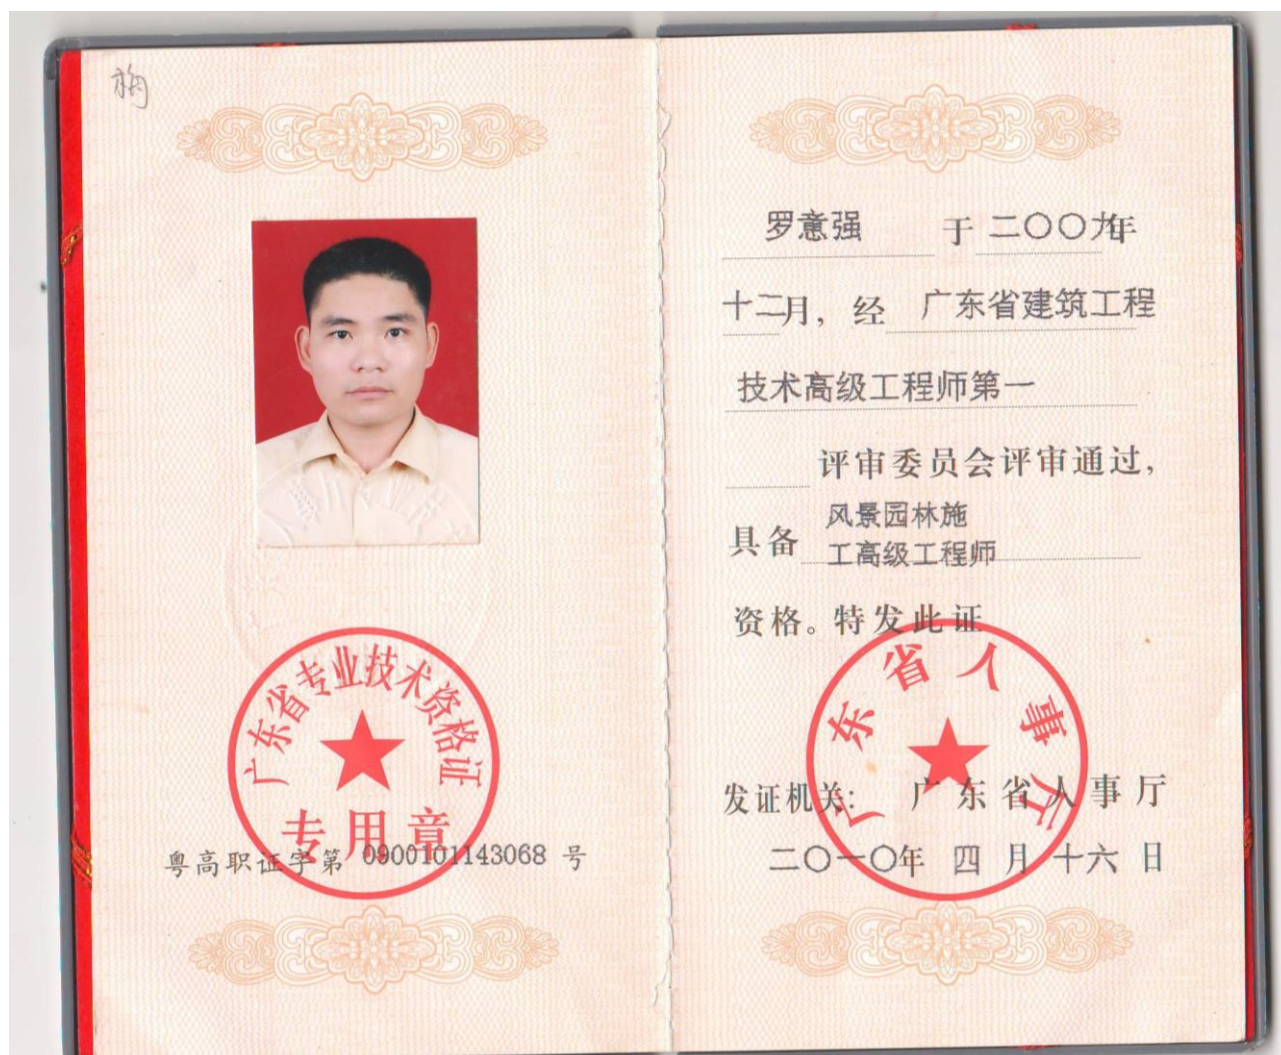 梅
广东省专业技术资格证
专用章
粤高职证字第 0900101143068 号
罗意强 于 二〇〇九年
十二月，经 广东省建筑工程
技术高级工程师第一
评审委员会评审通过，
具备 风景园林施
工高级工程师
资格。特发此证
广东省人事厅
发证机关： 广东省人事厅
二〇一〇年 四月十六日